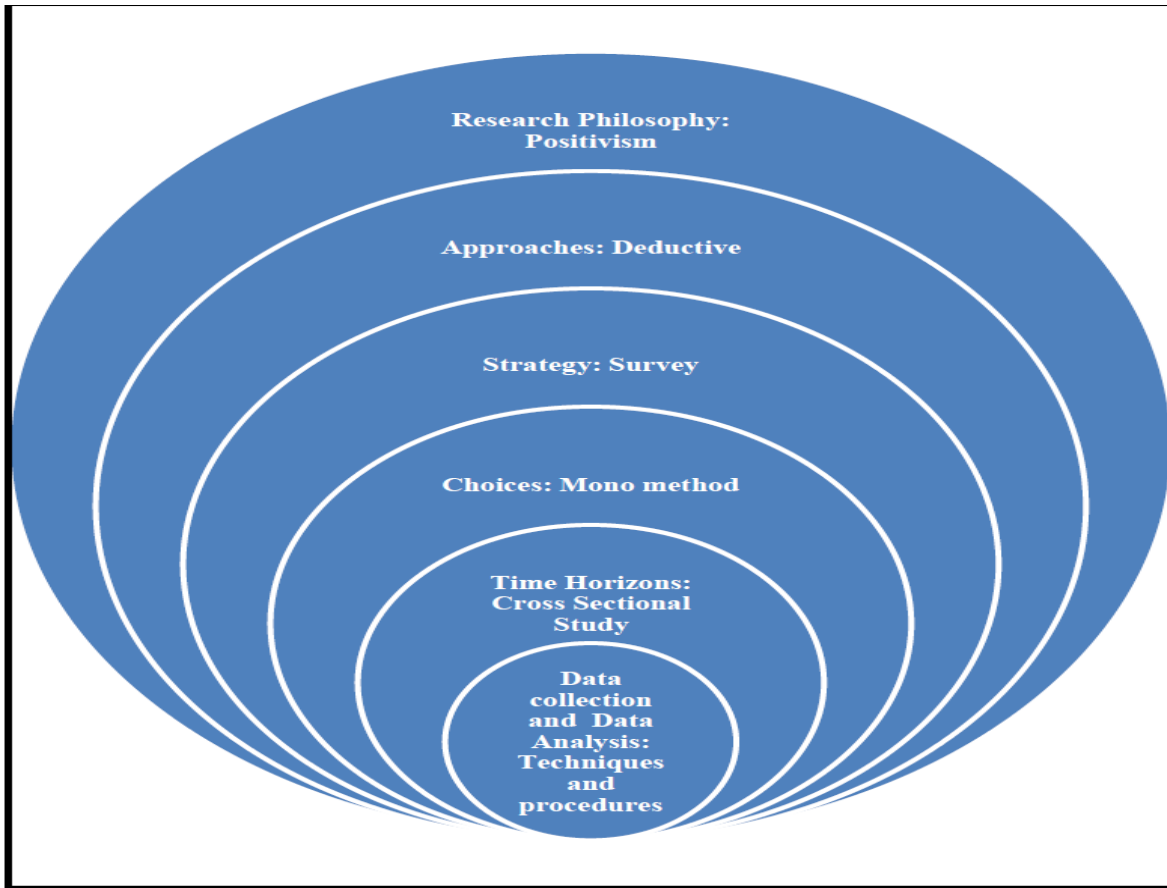 Research Philosophy:
Positivism
Approaches: Deductive
Strategy: Survey
Choices: Mono method
Time Horizons:
Cross Sectional
Study
Data
collection
and Data
Analysis:
Techniques
and
procedures